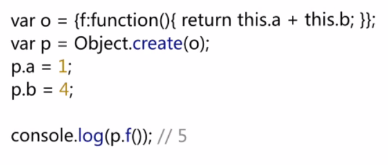 var o = {f:function(){ return this.a + this.b; }};
var p = Object.create(o);
p.a = 1;
p.b = 4;
console.log(p.f()); // 5